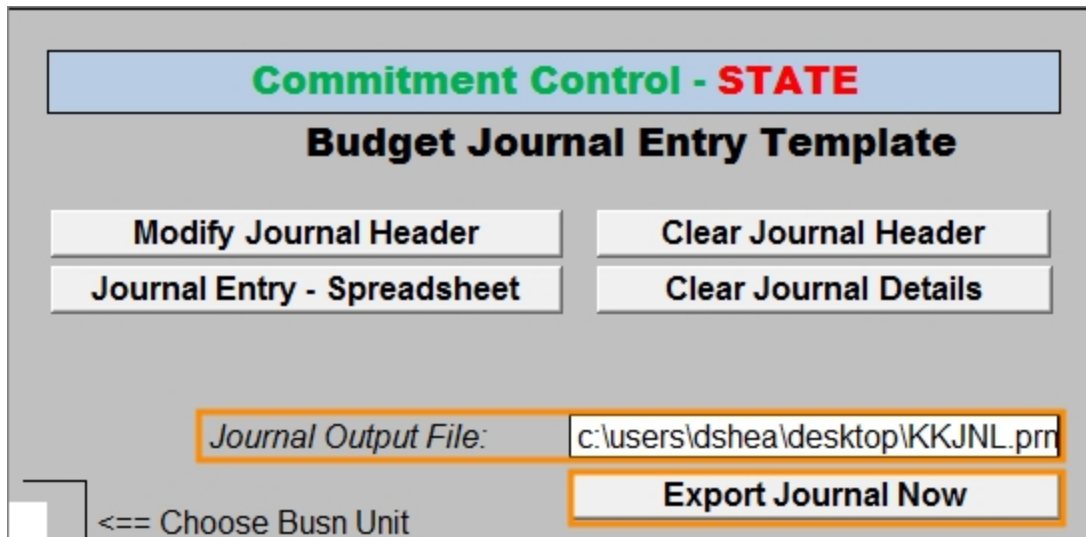 Commitment Control - STATE
Budget Journal Entry Template
Modify Journal Header
Clear Journal Header
Journal Entry - Spreadsheet
Clear Journal Details
Journal Output File: c:\users\dshea\desktop\KKJNL.prn
Export Journal Now
<== Choose Busn Unit